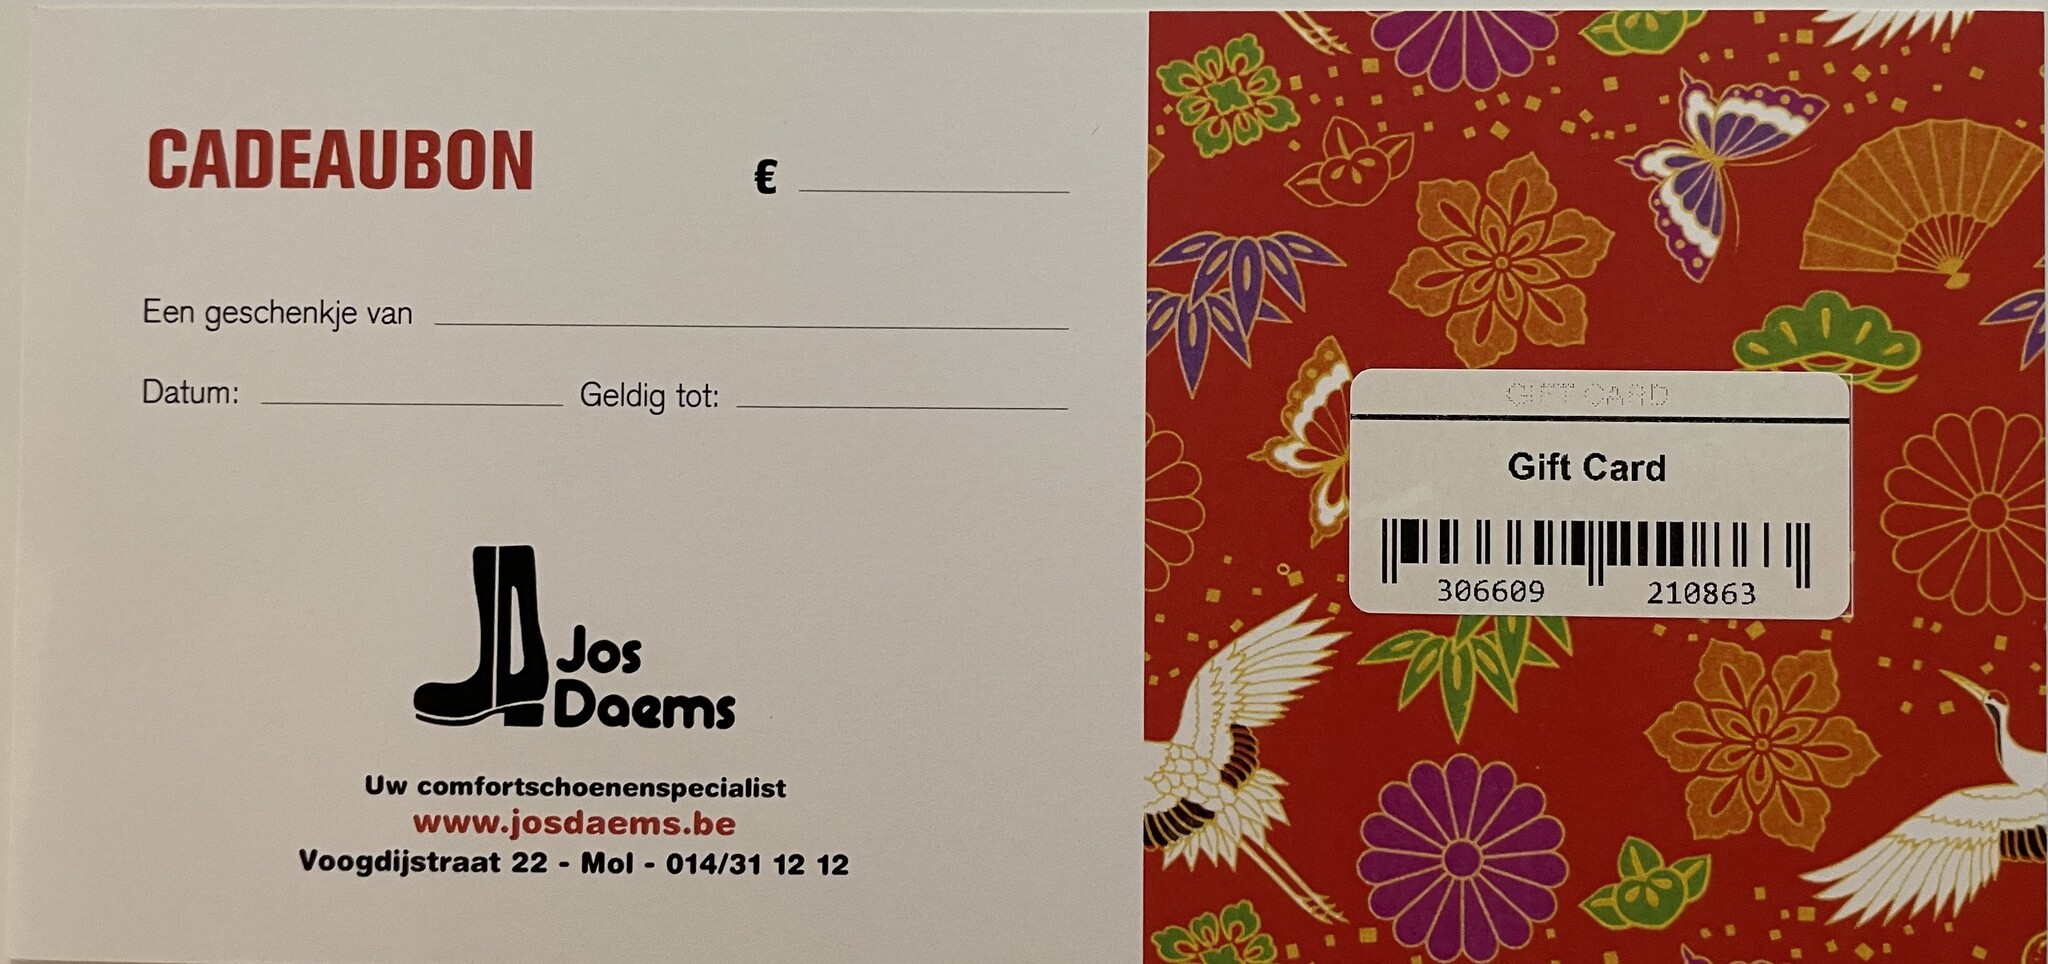 CADEAUBON
€
Een geschenkje van
Datum: Geldig tot:
Jos
Daems
Uw comfortschoenenspecialist
www.josdaems.be
Voogdijstraat 22 - Mol - 014/31 12 12
GIFT CARD
Gift Card
306609 210863